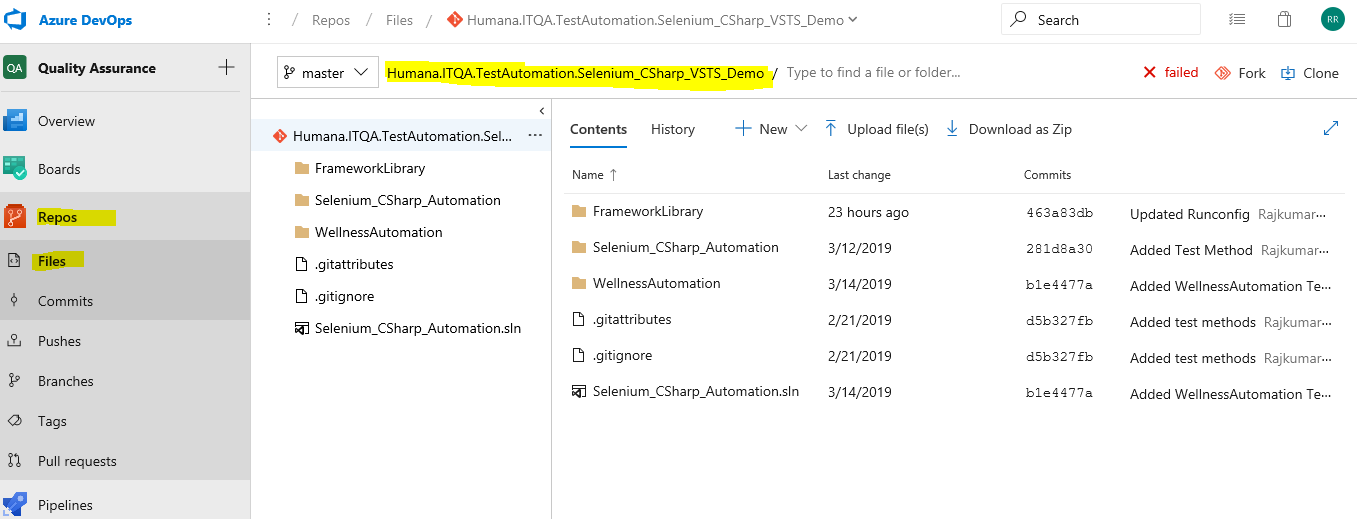 Azure DevOps / Repos / Files / Humana.ITQA.TestAutomation.Selenium_CSharp_VSTS_Demo Search RR
QA Quality Assurance
master Humana.ITQA.TestAutomation.Selenium_CSharp_VSTS_Demo / Type to find a file or folder... failed Fork Clone
Overview
Boards
Repos
Files
Commits
Pushes
Branches
Tags
Pull requests
Pipelines
Humana.ITQA.TestAutomation.Sel...
FrameworkLibrary
Selenium_CSharp_Automation
WellnessAutomation
.gitattributes
.gitignore
Selenium_CSharp_Automation.sln
Contents History New Upload file(s) Download as Zip
Name Last change Commits
FrameworkLibrary 23 hours ago 463a83db Updated Runconfig Rajkumar...
Selenium_CSharp_Automation 3/12/2019 281d8a30 Added Test Method Rajkumar...
WellnessAutomation 3/14/2019 b1e4477a Added WellnessAutomation Te...
.gitattributes 2/21/2019 d5b327fb Added test methods Rajkumar...
.gitignore 2/21/2019 d5b327fb Added test methods Rajkumar...
Selenium_CSharp_Automation.sln 3/14/2019 b1e4477a Added WellnessAutomation Te...